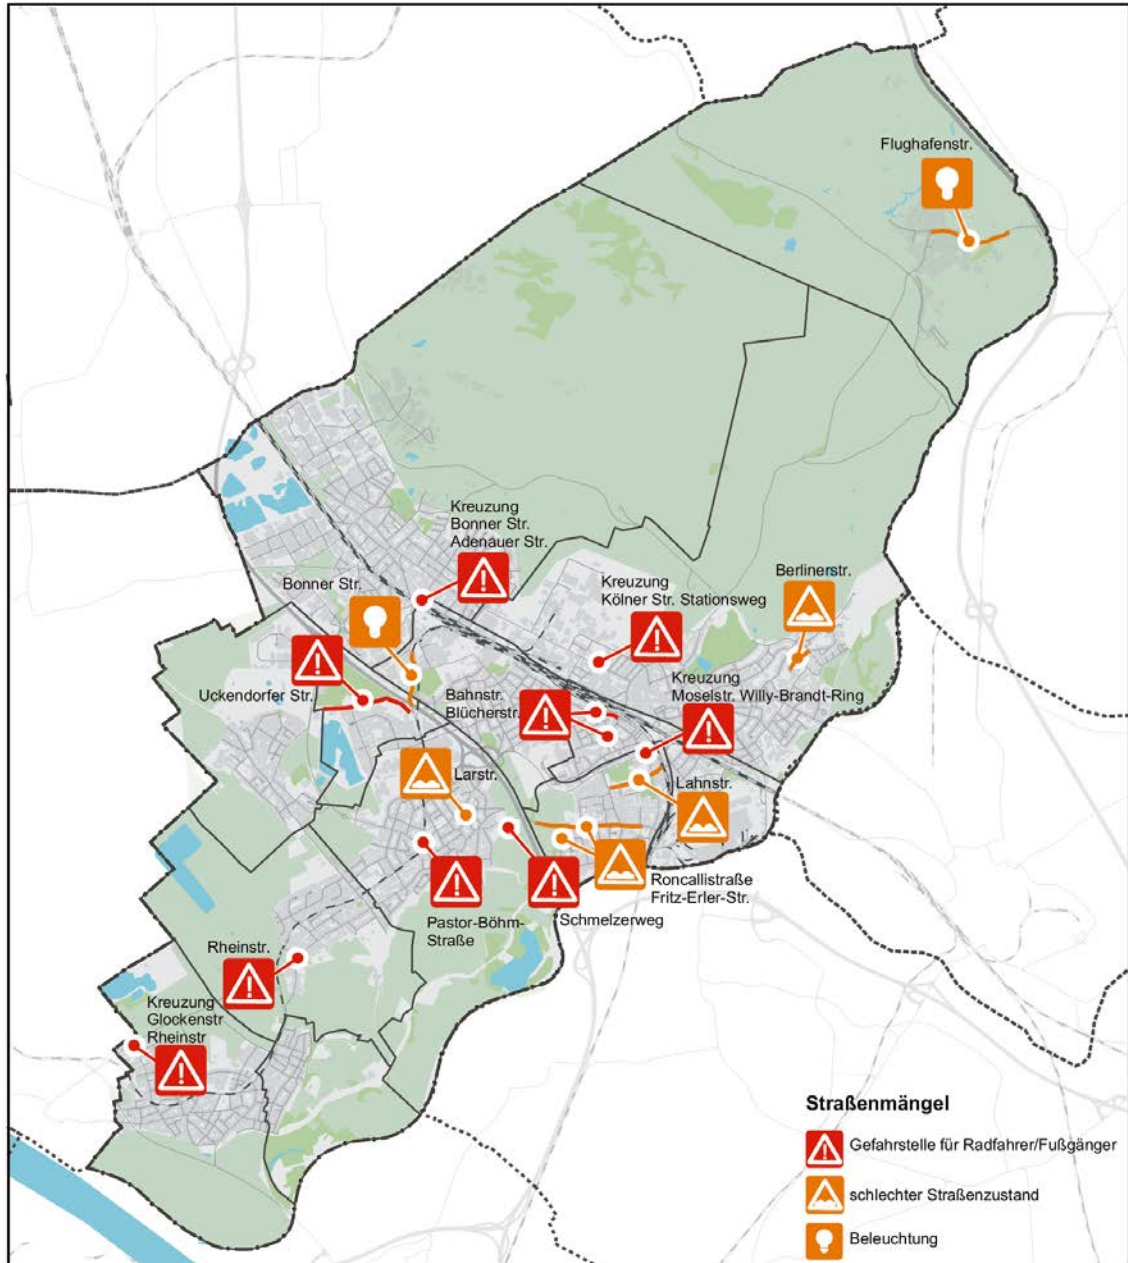 Flughafenstr.
Kreuzung
Bonner Str.
Adenauer Str.
Bonner Str.
Kreuzung
Kölner Str. Stationsweg
Berlinerstr.
Uckendorfer Str.
Bahnstr.
Blücherstr.
Kreuzung
Moselstr. Willy-Brandt-Ring
Larstr.
Lahnstr.
Roncallistraße
Fritz-Erler-Str.
Schmelzerweg
Pastor-Böhm-
Straße
Rheinstr.
Kreuzung
Glockenstr
Rheinstr
Straßenmängel
Gefahrstelle für Radfahrer/Fußgänger
schlechter Straßenzustand
Beleuchtung